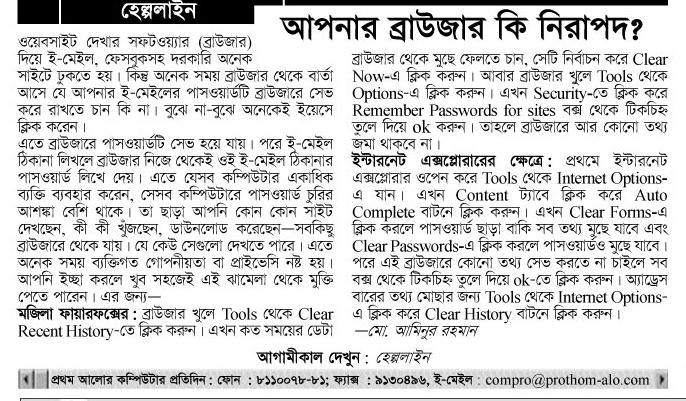 হেল্পলাইন
আপনার ব্রাউজার কি নিরাপদ?
ওয়েবসাইট দেখার সফটওয়্যার (ব্রাউজার)
দিয়ে ই-মেইল, ফেসবুকসহ দরকারি অনেক
সাইটে ঢুকতে হয়। কিন্তু অনেক সময় ব্রাউজার থেকে বার্তা
আসে যে আপনার ই-মেইলের পাসওয়ার্ডটি ব্রাউজারে সেভ
করে রাখতে চান কি না। বুঝে না-বুঝে অনেকেই ইয়েসে
ক্লিক করেন।
এতে ব্রাউজারে পাসওয়ার্ডটি সেভ হয়ে যায়। পরে ই-মেইল
ঠিকানা লিখলে ব্রাউজার নিজে থেকেই ওই ই-মেইল ঠিকানার
পাসওয়ার্ড লিখে দেয়। এতে যেসব কম্পিউটার একাধিক
ব্যক্তি ব্যবহার করেন, সেসব কম্পিউটারে পাসওয়ার্ড চুরির
আশঙ্কা বেশি থাকে। তা ছাড়া আপনি কোন কোন সাইট
দেখছেন, কী কী খুঁজছেন, ডাউনলোড করেছেন—সবকিছু
ব্রাউজারে থেকে যায়। যে কেউ সেগুলো দেখতে পারে। এতে
অনেক সময় ব্যক্তিগত গোপনীয়তা বা প্রাইভেসি নষ্ট হয়।
আপনি ইচ্ছা করলে খুব সহজেই এই ঝামেলা থেকে মুক্তি
পেতে পারেন। এর জন্য—
মজিলা ফায়ারফক্সের: ব্রাউজার খুলে Tools থেকে Clear
Recent History-তে ক্লিক করুন। এখন কত সময়ের ডেটা
ব্রাউজার থেকে মুছে ফেলতে চান, সেটি নির্বাচন করে Clear
Now-এ ক্লিক করুন। আবার ব্রাউজার খুলে Tools থেকে
Options-এ ক্লিক করুন। এখন Security-তে ক্লিক করে
Remember Passwords for sites বক্স থেকে টিকচিহ্ন
তুলে দিয়ে ok করুন। তাহলে ব্রাউজারে আর কোনো তথ্য
জমা থাকবে না।
ইন্টারনেট এক্সপ্লোরারের ক্ষেত্রে: প্রথমে ইন্টারনেট
এক্সপ্লোরার ওপেন করে Tools থেকে Internet Options-
এ যান। এখন Content ট্যাবে ক্লিক করে Auto
Complete বাটনে ক্লিক করুন। এখন Clear Forms-এ
ক্লিক করলে পাসওয়ার্ড ছাড়া বাকি সব তথ্য মুছে যাবে এবং
Clear Passwords-এ ক্লিক করলে পাসওয়ার্ডও মুছে যাবে।
পরে এই ব্রাউজারে কোনো তথ্য সেভ করতে না চাইলে সব
বক্স থেকে টিকচিহ্ন তুলে দিয়ে ok-তে ক্লিক করুন। অ্যাড্রেস
বারের তথ্য মোছার জন্য Tools থেকে Internet Options-
এ ক্লিক করে Clear History বাটনে ক্লিক করুন।
—মো. আমিনুর রহমান
আগামীকাল দেখুন : হেল্পলাইন
প্রথম আলোর কম্পিউটার প্রতিদিন : ফোন : ৮১১০০৭৮-৮১; ফ্যাক্স : ৯১৩০৪৯৬, ই-মেইল : compro@prothom-alo.com